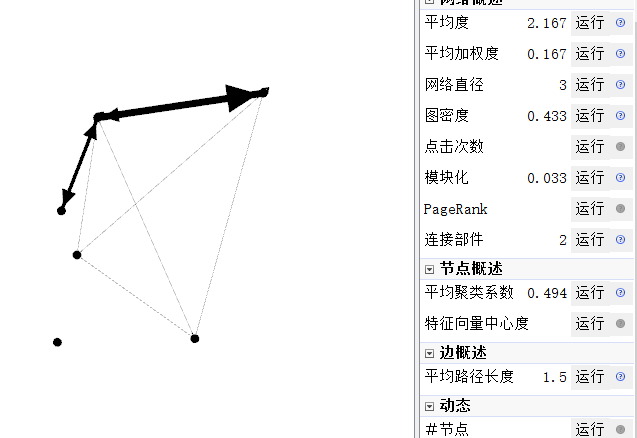 网络概述
平均度 2.167 运行
平均加权度 0.167 运行
网络直径 3 运行
图密度 0.433 运行
点击次数 运行
模块化 0.033 运行
PageRank 运行
连接部件 2 运行
节点概述
平均聚类系数 0.494 运行
特征向量中心度 运行
边概述
平均路径长度 1.5 运行
动态
#节点 运行